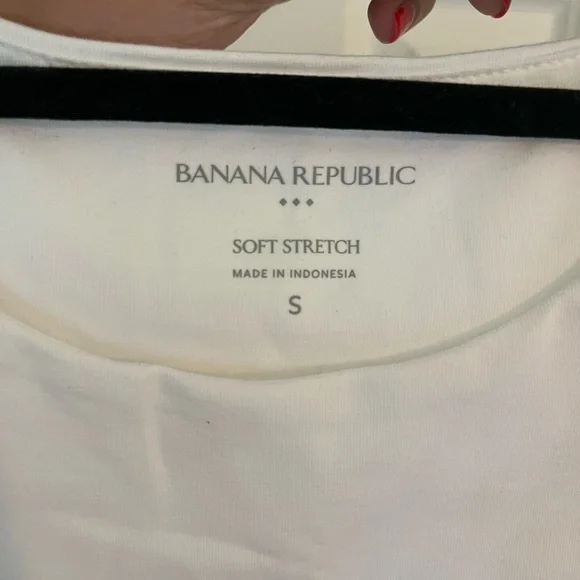 BANANA REPUBLIC
SOFT STRETCH
MADE IN INDONESIA
S